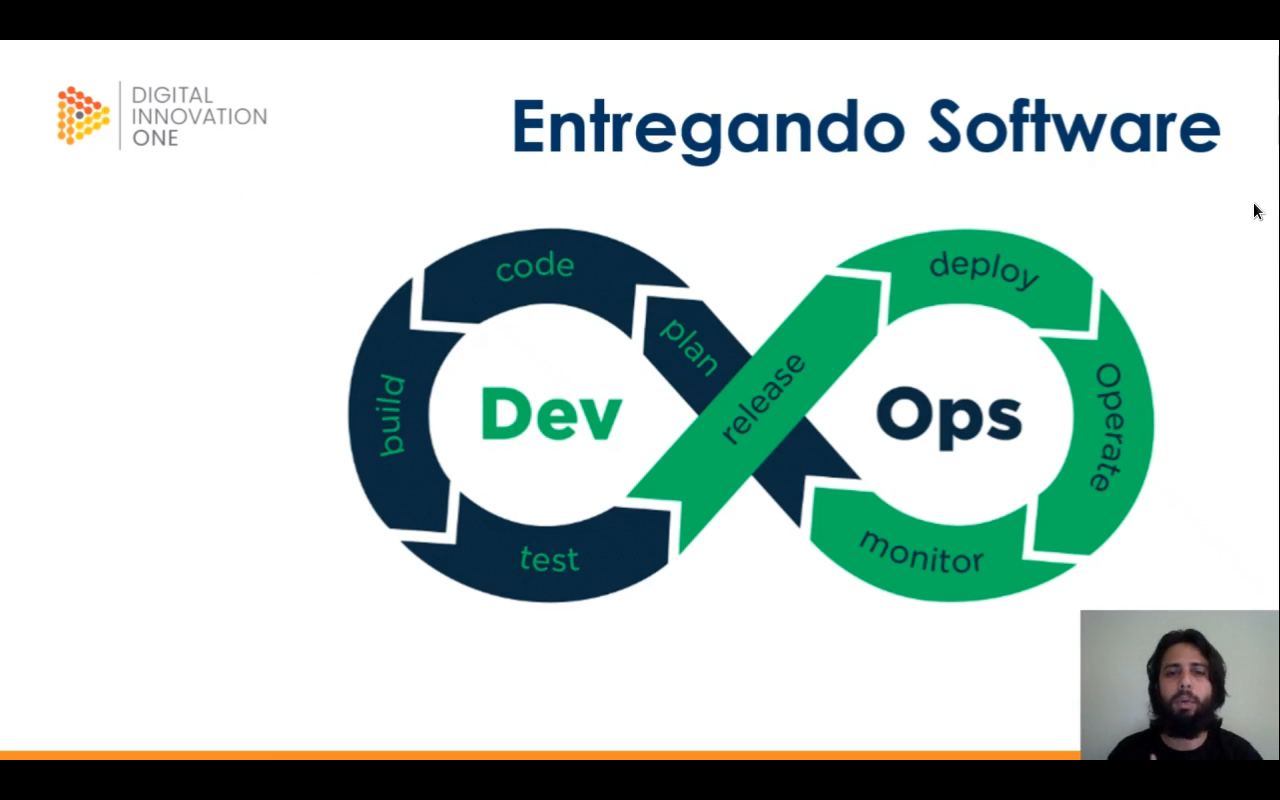 DIGITAL
INNOVATION
ONE
Entregando Software
code
plan
build
Dev
test
release
deploy
Ops
Operate
monitor